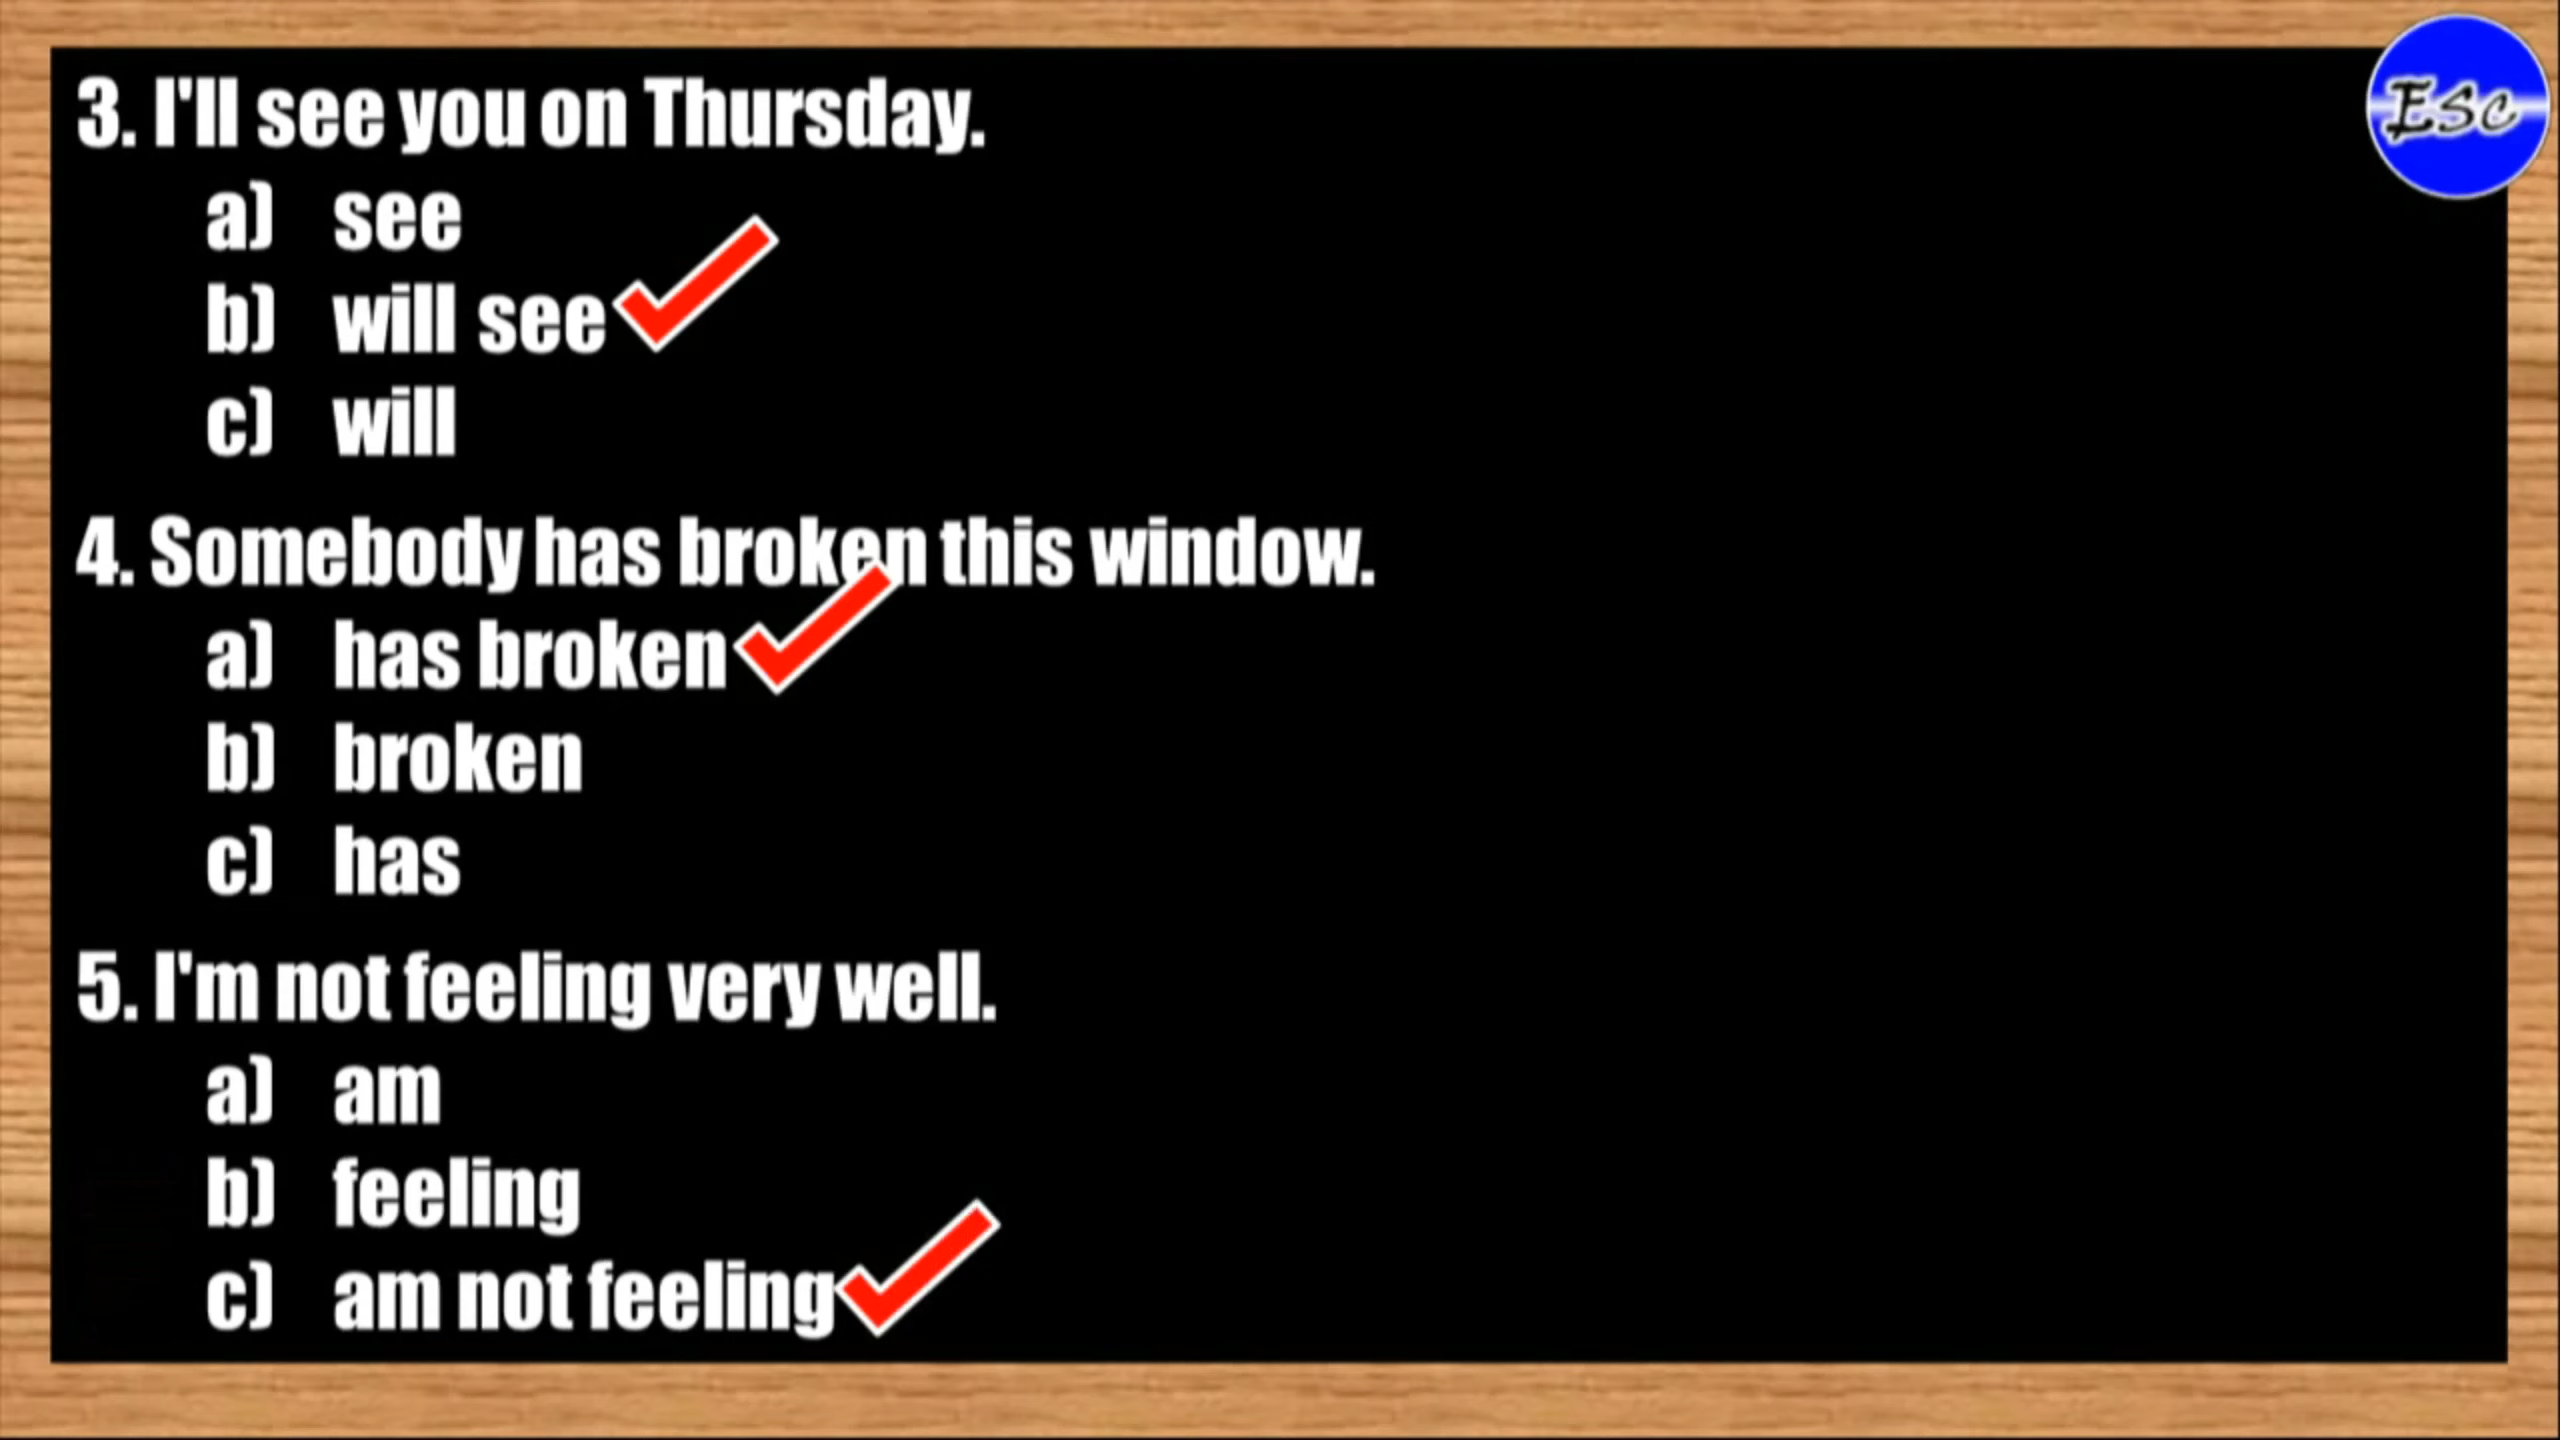 3. I'll see you on Thursday.
a) see
b) will see
c) will
4. Somebody has broken this window.
a) has broken
b) broken
c) has
5. I'm not feeling very well.
a) am
b) feeling
c) am not feeling
Esc